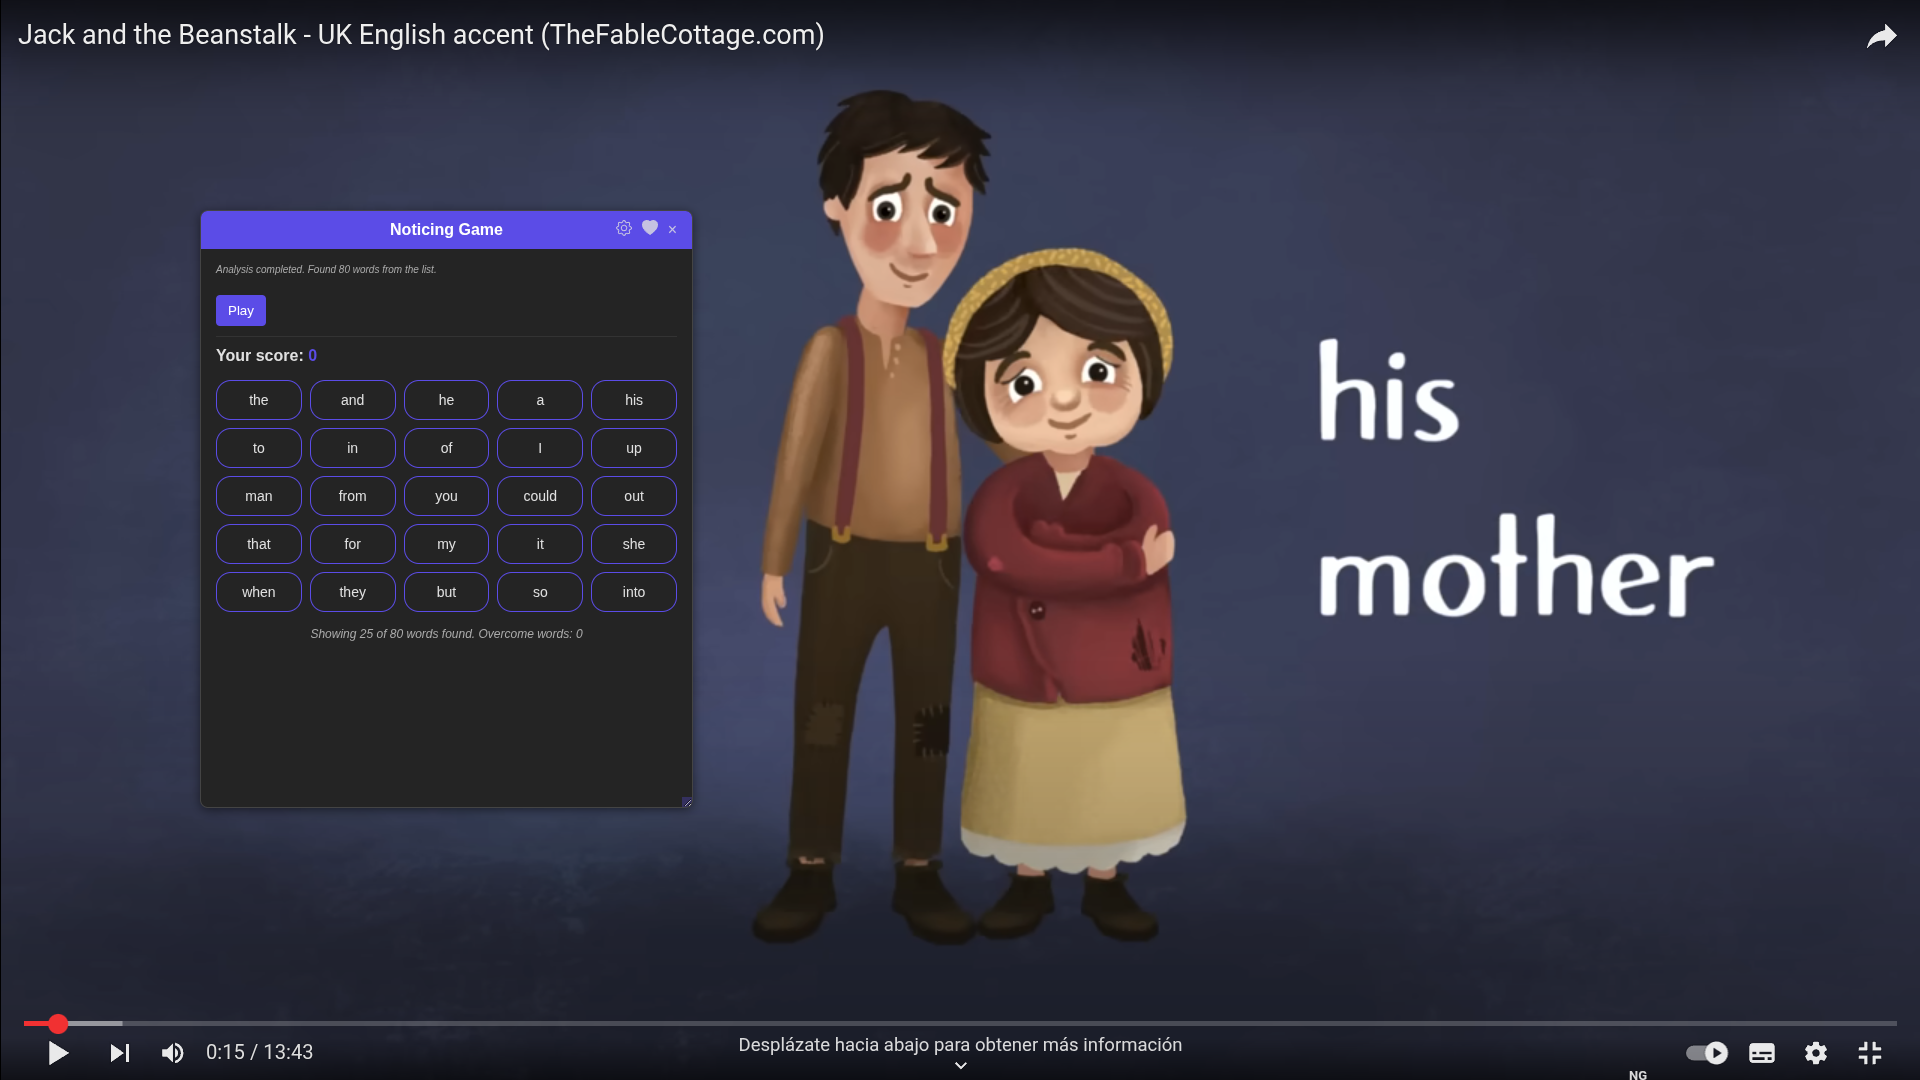 Jack and the Beanstalk - UK English accent (TheFableCottage.com)
Noticing Game
×
Analysis completed. Found 80 words from the list.
Play
Your score: 0
the and he a his
to in of I up
man from you could out
that for my it she
when they but so into
Showing 25 of 80 words found. Overcome words: 0
his
mother
0:15 / 13:43
Desplázate hacia abajo para obtener más información
NG